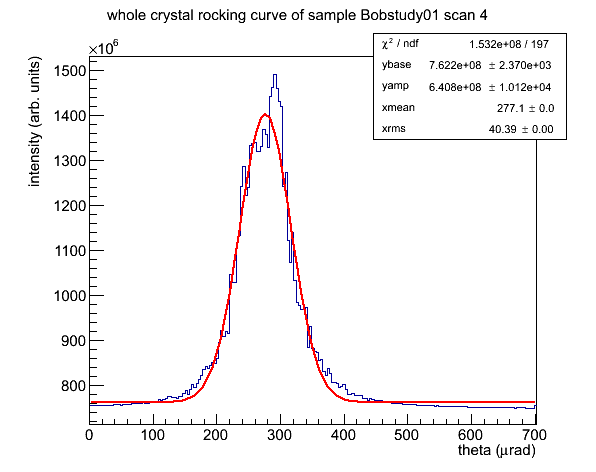 whole crystal rocking curve of sample Bobstudy01 scan 4
×10⁶
χ² / ndf 1.532e+08 / 197
ybase 7.622e+08 ± 2.370e+03
yamp 6.408e+08 ± 1.012e+04
xmean 277.1 ± 0.0
xrms 40.39 ± 0.00
intensity (arb. units)
1500
1400
1300
1200
1100
1000
900
800
0 100 200 300 400 500 600 700
theta (μrad)